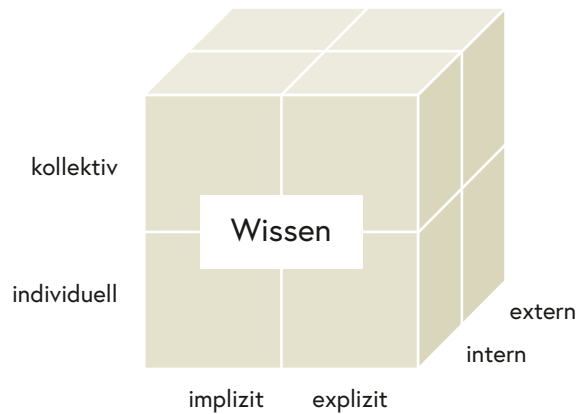 kollektiv
Wissen
individuell
extern
intern
implizit explizit